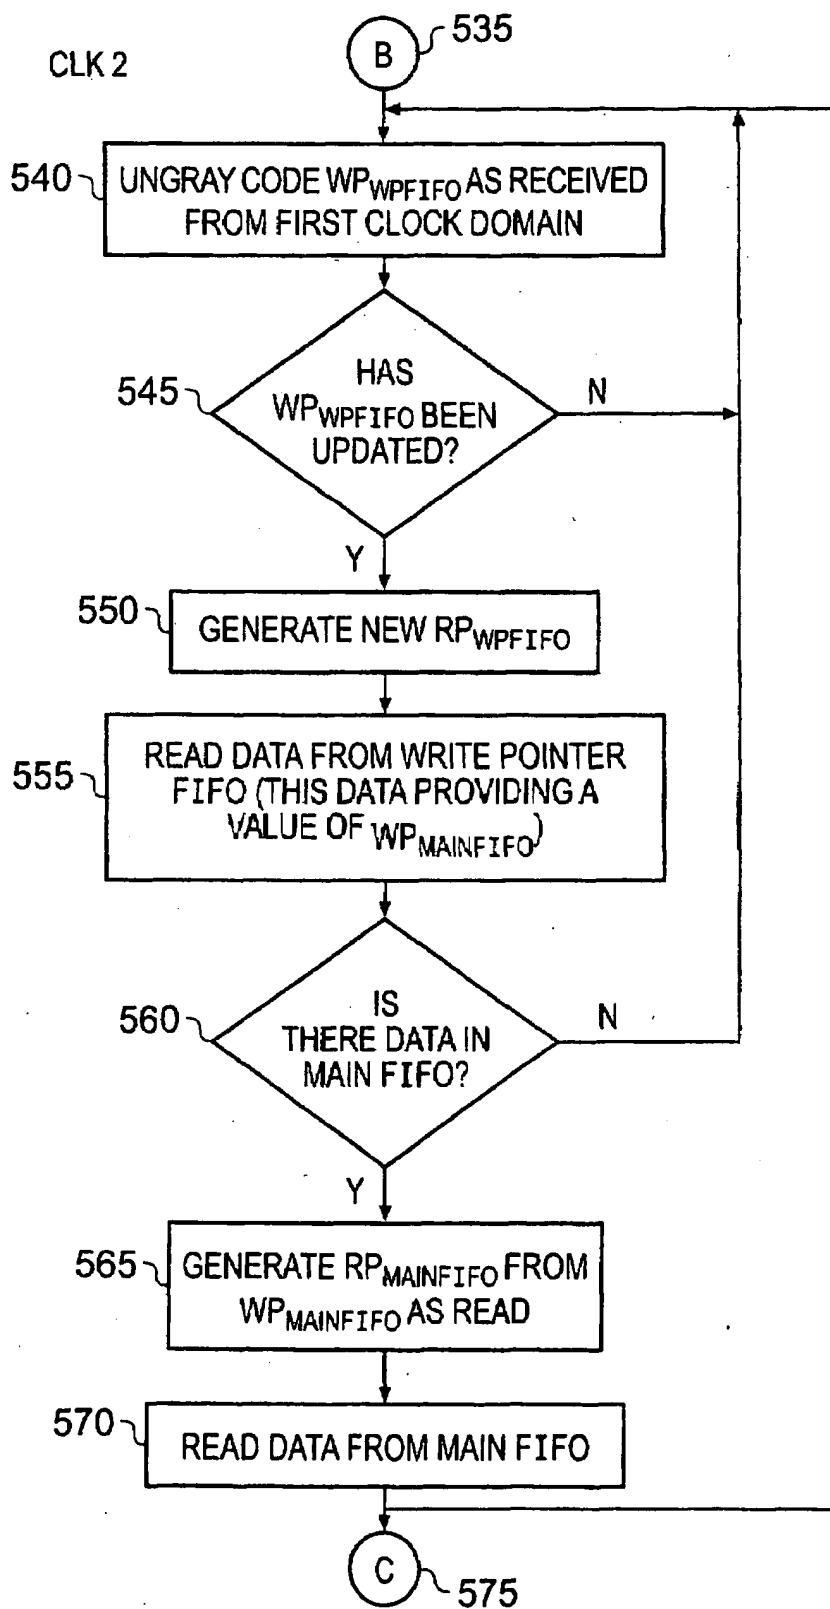 CLK 2
B
535
540
UNGRAY CODE WPWPFIFO AS RECEIVED
FROM FIRST CLOCK DOMAIN
545
HAS
WPWPFIFO BEEN
UPDATED?
N
Y
550
GENERATE NEW RPWPFIFO
555
READ DATA FROM WRITE POINTER
FIFO (THIS DATA PROVIDING A
VALUE OF WPMAINFIFO)
560
IS
THERE DATA IN
MAIN FIFO?
N
Y
565
GENERATE RPMAINFIFO FROM
WPMAINFIFO AS READ
570
READ DATA FROM MAIN FIFO
C
575